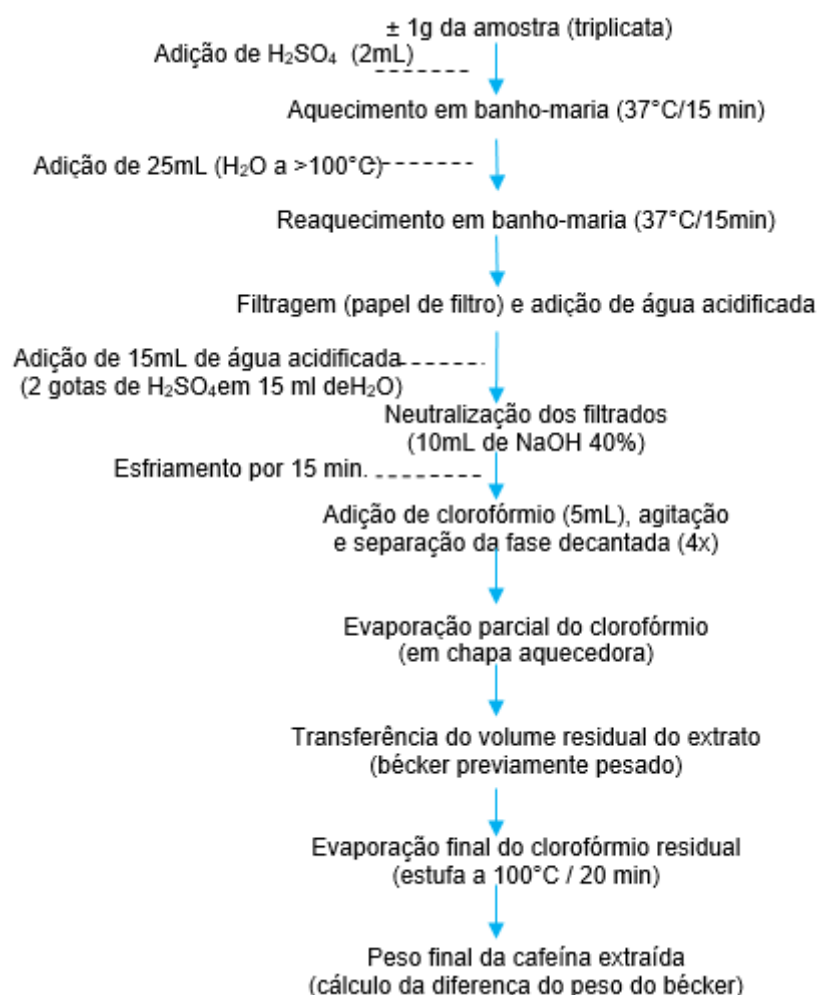 ± 1g da amostra (triplicata)
Adição de H₂SO₄ (2mL)
Aquecimento em banho-maria (37°C/15 min)
Adição de 25mL (H₂O a >100°C)
Reaquecimento em banho-maria (37°C/15min)
Filtragem (papel de filtro) e adição de água acidificada
Adição de 15mL de água acidificada
(2 gotas de H₂SO₄em 15 ml deH₂O)
Neutralização dos filtrados
(10mL de NaOH 40%)
Esfriamento por 15 min.
Adição de clorofórmio (5mL), agitação
e separação da fase decantada (4x)
Evaporação parcial do clorofórmio
(em chapa aquecedora)
Transferência do volume residual do extrato
(bécker previamente pesado)
Evaporação final do clorofórmio residual
(estufa a 100°C / 20 min)
Peso final da cafeína extraída
(cálculo da diferença do peso do bécker)